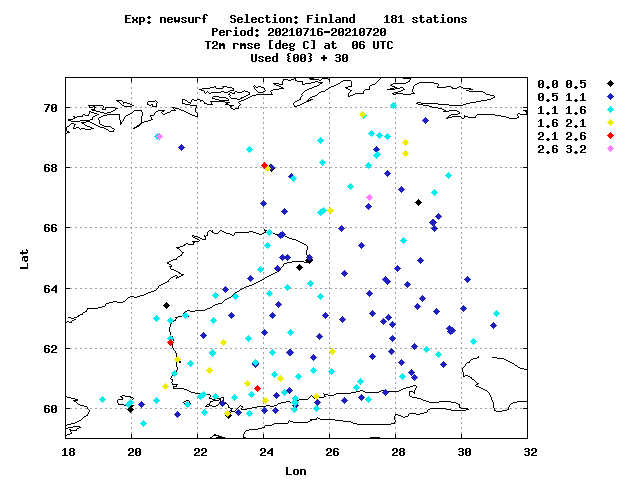 Exp: newsurf   Selection: Finland    181 stations
Period: 20210716-20210720
T2m rmse [deg C] at  06 UTC
Used {00} + 30
0.0 0.5
0.5 1.1
1.1 1.6
1.6 2.1
2.1 2.6
2.6 3.2
Lat
70
68
66
64
62
60
18 20 22 24 26 28 30 32
Lon